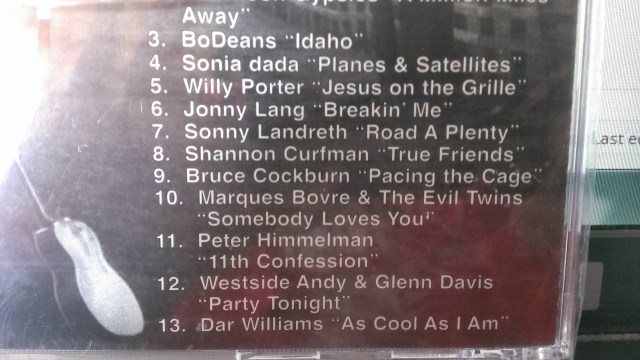 Away"
3. BoDeans "Idaho"
4. Sonia dada "Planes & Satellites"
5. Willy Porter "Jesus on the Grille"
6. Jonny Lang "Breakin' Me"
7. Sonny Landreth "Road A Plenty"
8. Shannon Curfman "True Friends"
9. Bruce Cockburn "Pacing the Cage"
10. Marques Bovre & The Evil Twins
"Somebody Loves You"
11. Peter Himmelman
"11th Confession"
12. Westside Andy & Glenn Davis
"Party Tonight"
13. Dar Williams "As Cool As I Am"
Last